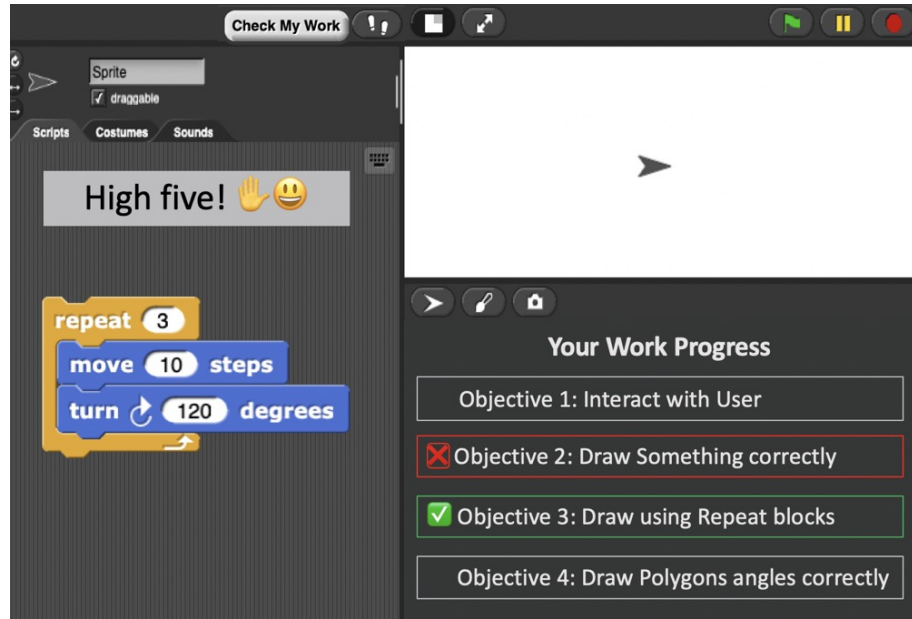 Check My Work
Sprite
draggable
Scripts Costumes Sounds
High five! ✋😃
repeat 3
move 10 steps
turn 120 degrees
Your Work Progress
Objective 1: Interact with User
Objective 2: Draw Something correctly
Objective 3: Draw using Repeat blocks
Objective 4: Draw Polygons angles correctly